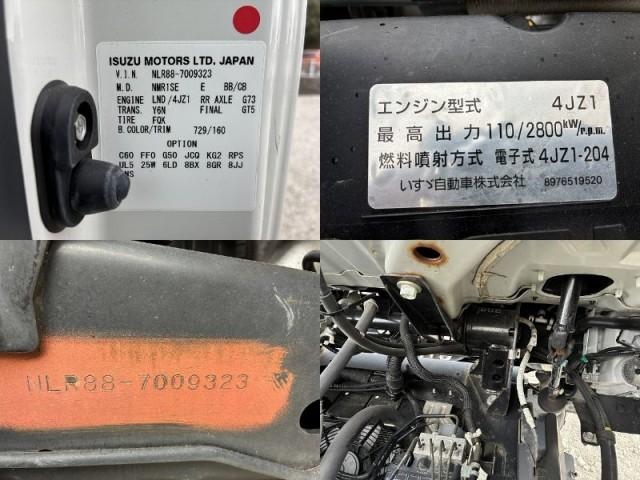 ISUZU MOTORS LTD. JAPAN
V.I.N. NLR88-7009323
M.D. NMR1SE E BB/CB
ENGINE LND/4JZ1 RR AXLE G73
TRANS. Y6N FINAL GT5
TIRE FQK
B.COLOR/TRIM 729/160
OPTION
C60 FFO G50 JCQ KG2 RPS
UL5 25W 6LD 8BX 8GR 8JJ
NS
エンジン型式 4JZ1
最高出力 110/2800kW/r.p.m.
燃料噴射方式 電子式 4JZ1-204
いすゞ自動車株式会社 8976519520
NLR88-7009323